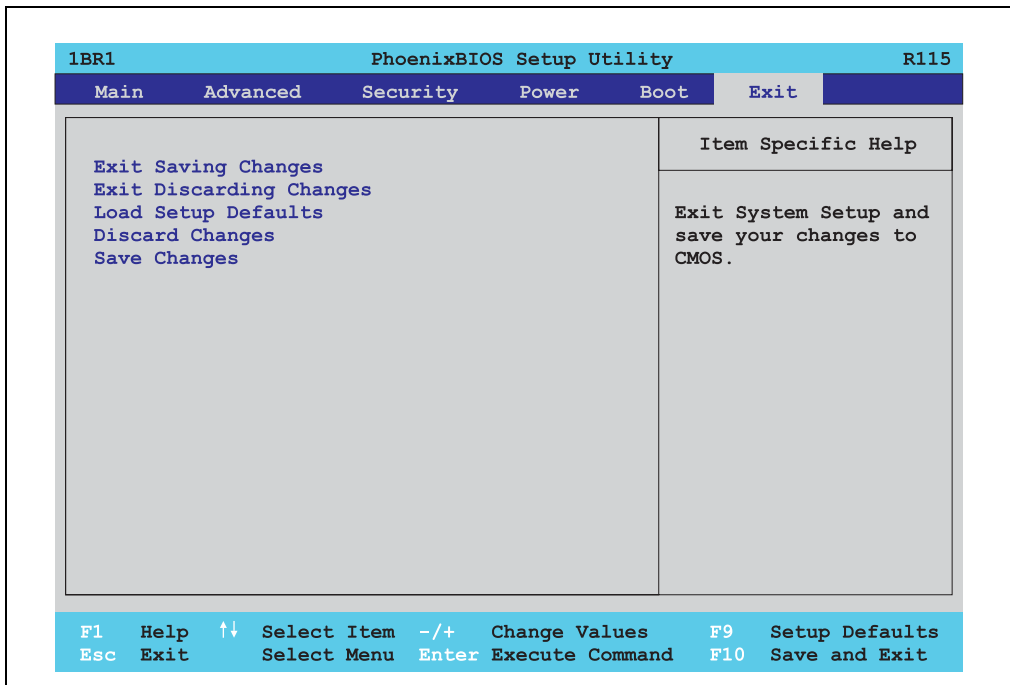 1BR1 PhoenixBIOS Setup Utility R115
Main Advanced Security Power Boot Exit
Exit Saving Changes
Exit Discarding Changes
Load Setup Defaults
Discard Changes
Save Changes
Item Specific Help
Exit System Setup and
save your changes to
CMOS.
F1 Help ↑↓ Select Item -/+ Change Values F9 Setup Defaults
Esc Exit Select Menu Enter Execute Command F10 Save and Exit